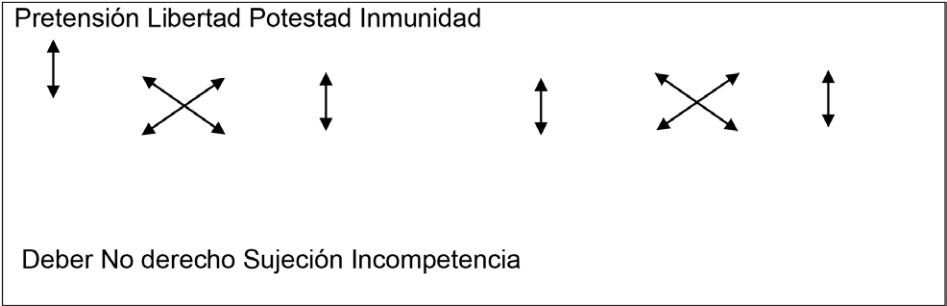 Pretensión Libertad Potestad Inmunidad
Deber No derecho Sujeción Incompetencia